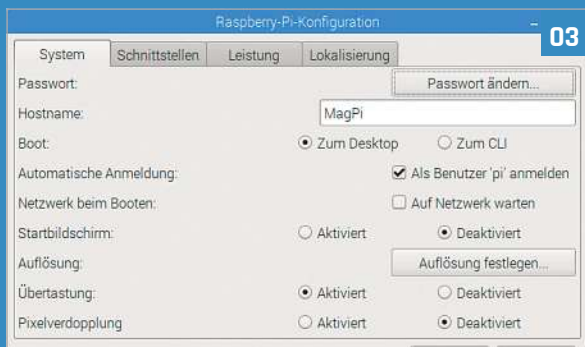 Raspberry-Pi-Konfiguration
03
System Schnittstellen Leistung Lokalisierung
Passwort: Passwort ändern...
Hostname: MagPi
Boot: Zum Desktop Zum CLI
Automatische Anmeldung: Als Benutzer 'pi' anmelden
Netzwerk beim Booten: Auf Netzwerk warten
Startbildschirm: Aktiviert Deaktiviert
Auflösung: Auflösung festlegen...
Übertastung: Aktiviert Deaktiviert
Pixelverdopplung Aktiviert Deaktiviert